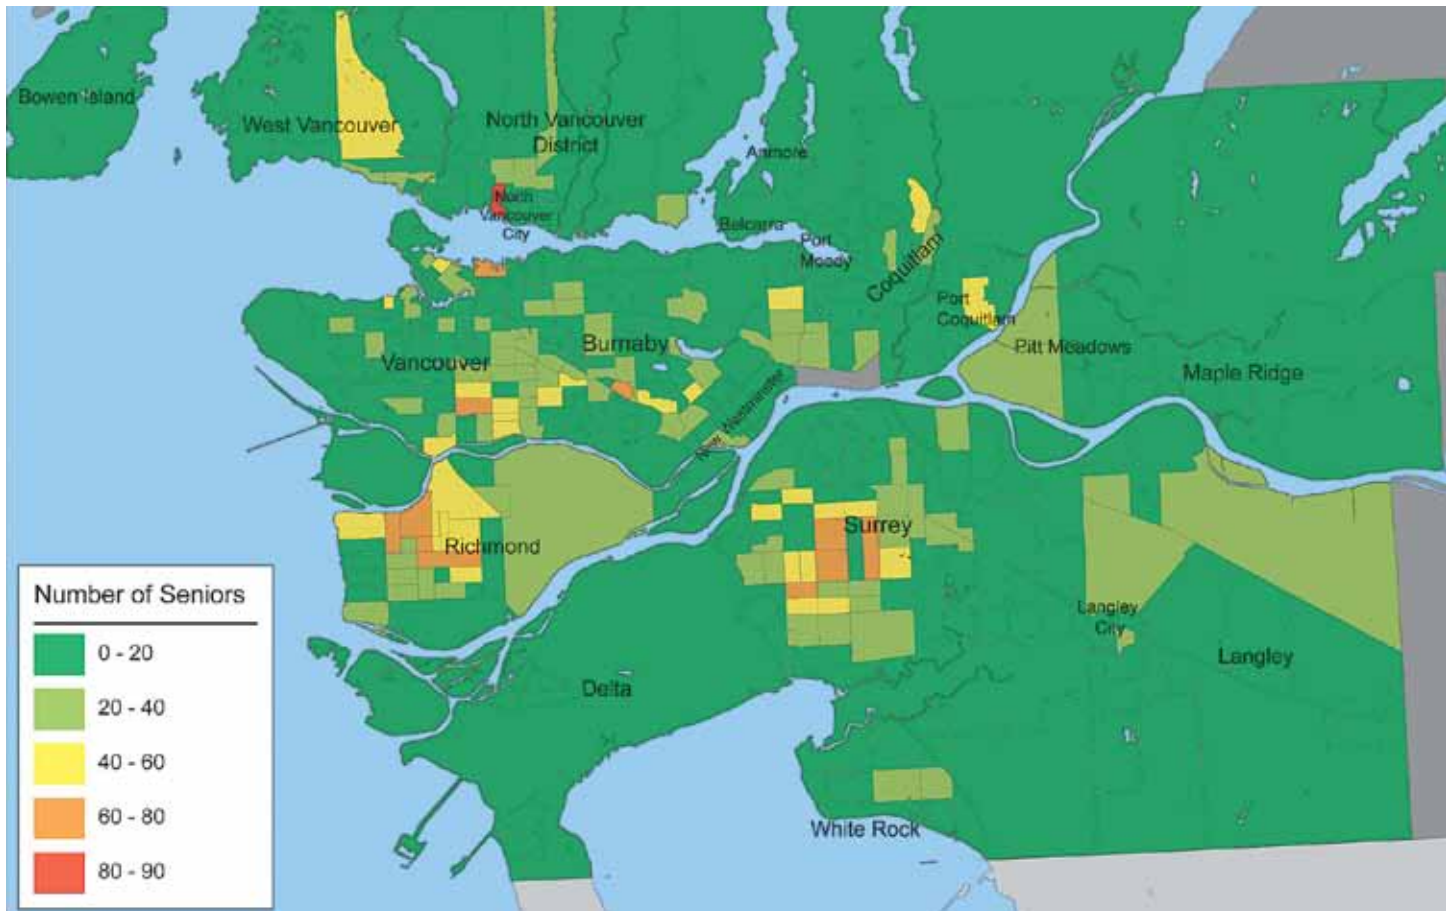 Bowen Island
West Vancouver
North Vancouver
District
Anmore
North
Vancouver
City
Belcarra
Port
Moody
Coquitlam
Port
Coquitlam
Pitt Meadows
Burnaby
Vancouver
Maple Ridge
New Westminster
Surrey
Richmond
Number of Seniors
0 - 20
20 - 40
40 - 60
60 - 80
80 - 90
Langley
City
Langley
Delta
White Rock